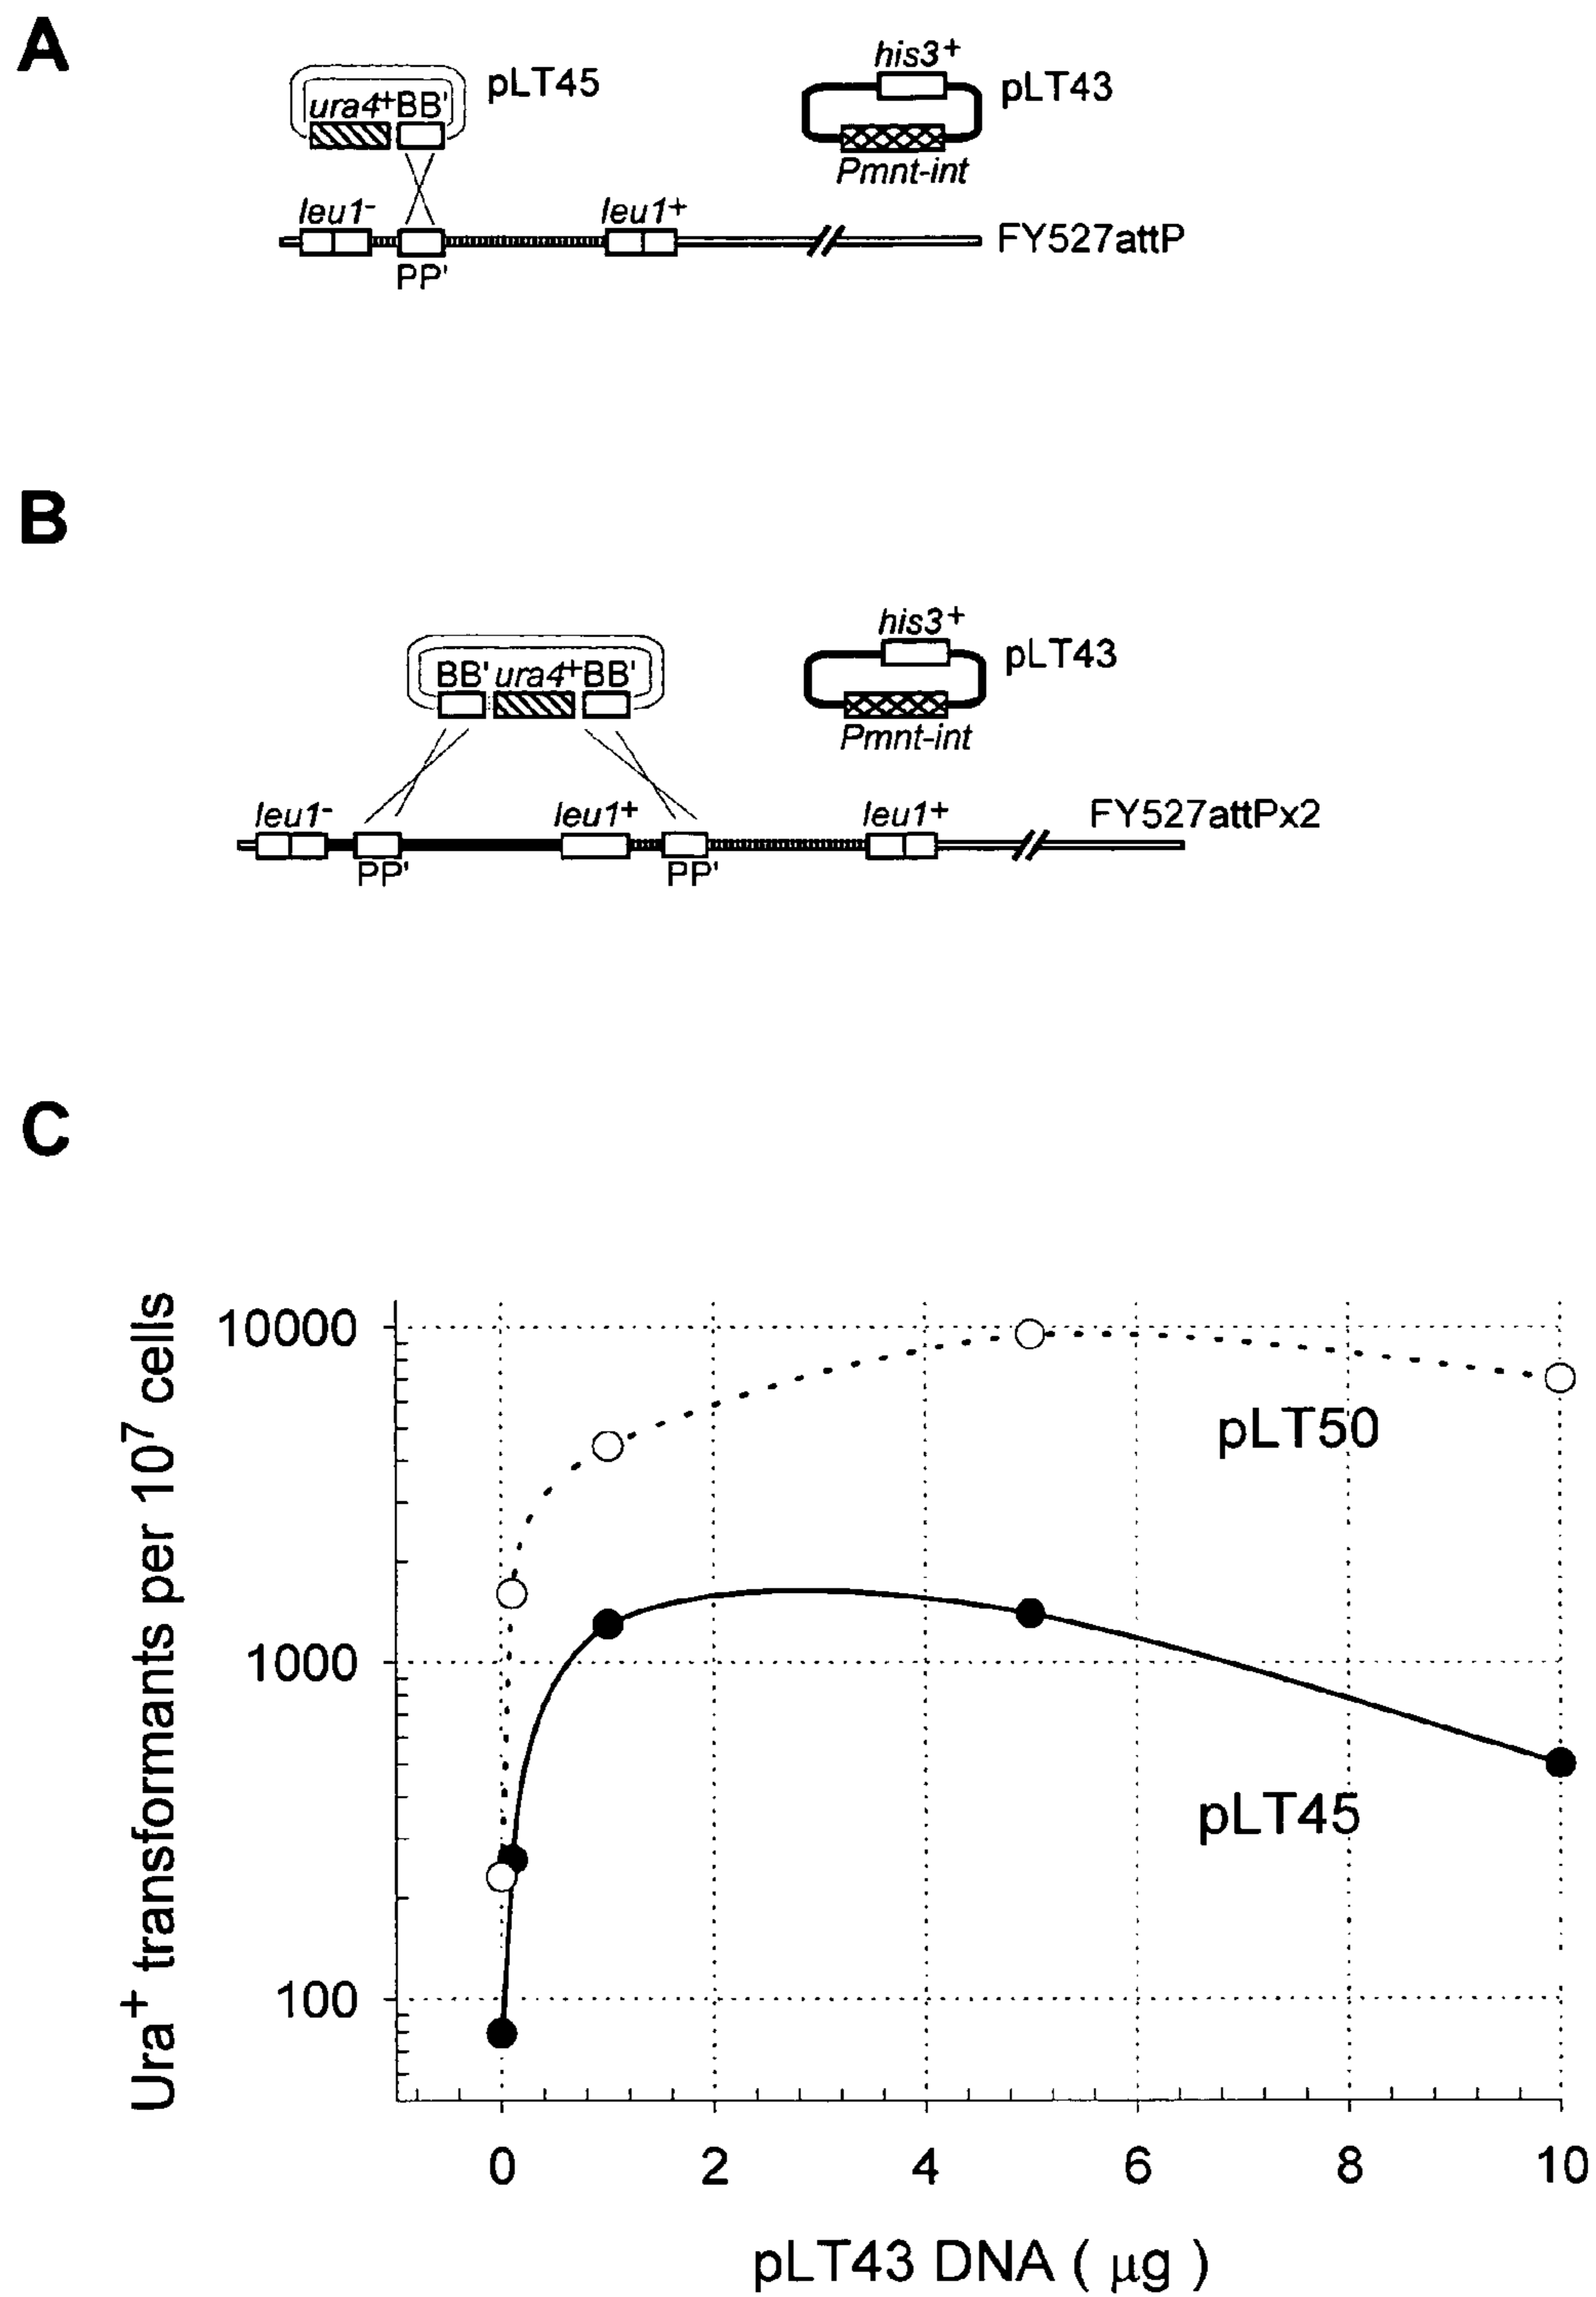 A
his3+
pLT45
pLT43
ura4+BB'
Pmnt-int
leu1-
leu1+
FY527attP
PP'
B
his3+
pLT43
BB' ura4+BB'
Pmnt-int
leu1-
leu1+
leu1+
FY527attPx2
PP'
PP'
C
Ura+ transformants per 10⁷ cells
10000
pLT50
1000
pLT45
100
0 2 4 6 8 10
pLT43 DNA ( µg )